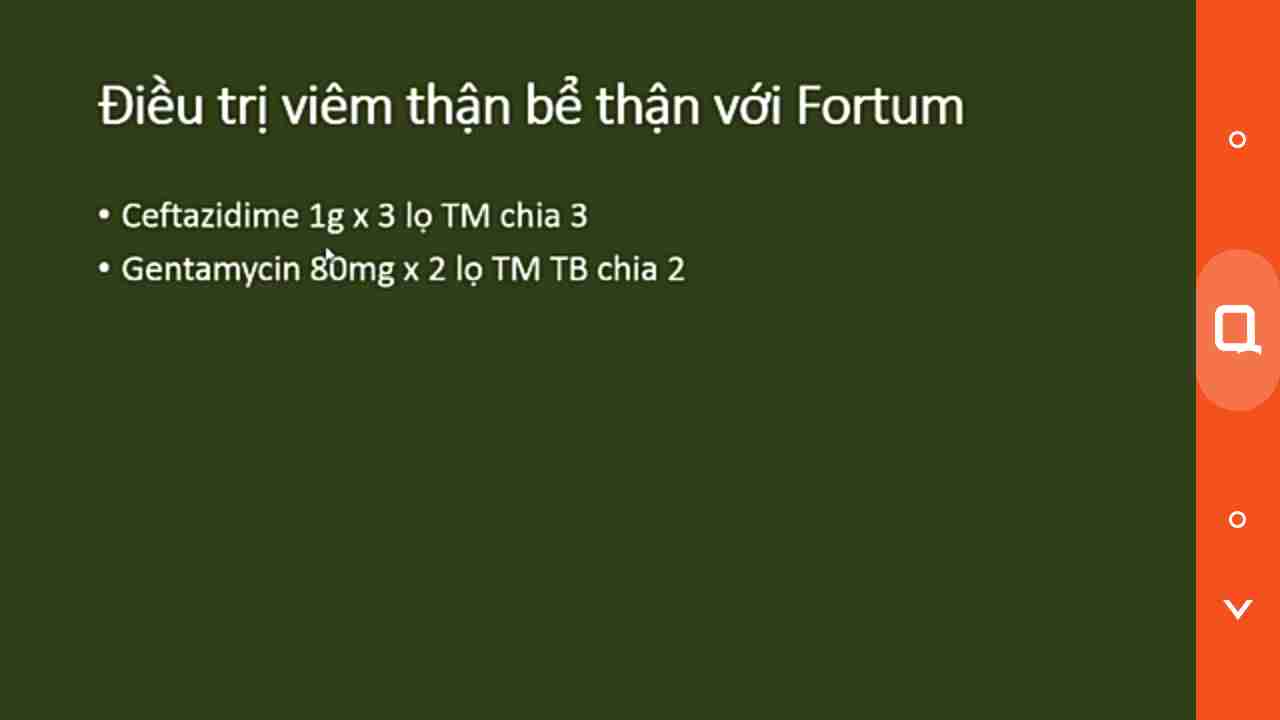 Điều trị viêm thận bể thận với Fortum
• Ceftazidime 1g x 3 lọ TM chia 3
• Gentamycin 80mg x 2 lọ TM TB chia 2